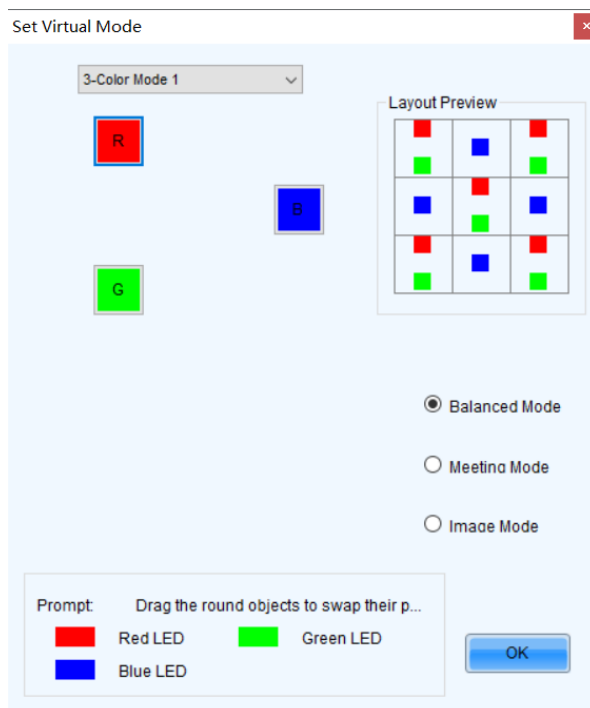 Set Virtual Mode
3-Color Mode 1
Layout Preview
R
B
G
Balanced Mode
Meeting Mode
Image Mode
Prompt: Drag the round objects to swap their p...
Red LED Green LED
Blue LED
OK